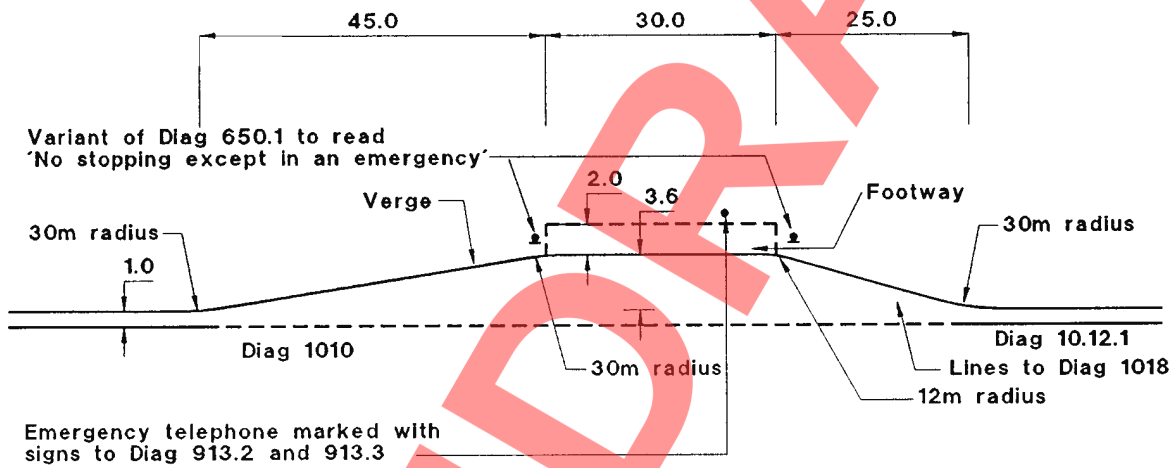 45.0 30.0 25.0
Variant of Diag 650.1 to read
'No stopping except in an emergency'
2.0
3.6
Footway
Verge
30m radius
30m radius
1.0
Diag 1010
Diag 10.12.1
30m radius
Lines to Diag 1018
12m radius
Emergency telephone marked with
signs to Diag 913.2 and 913.3